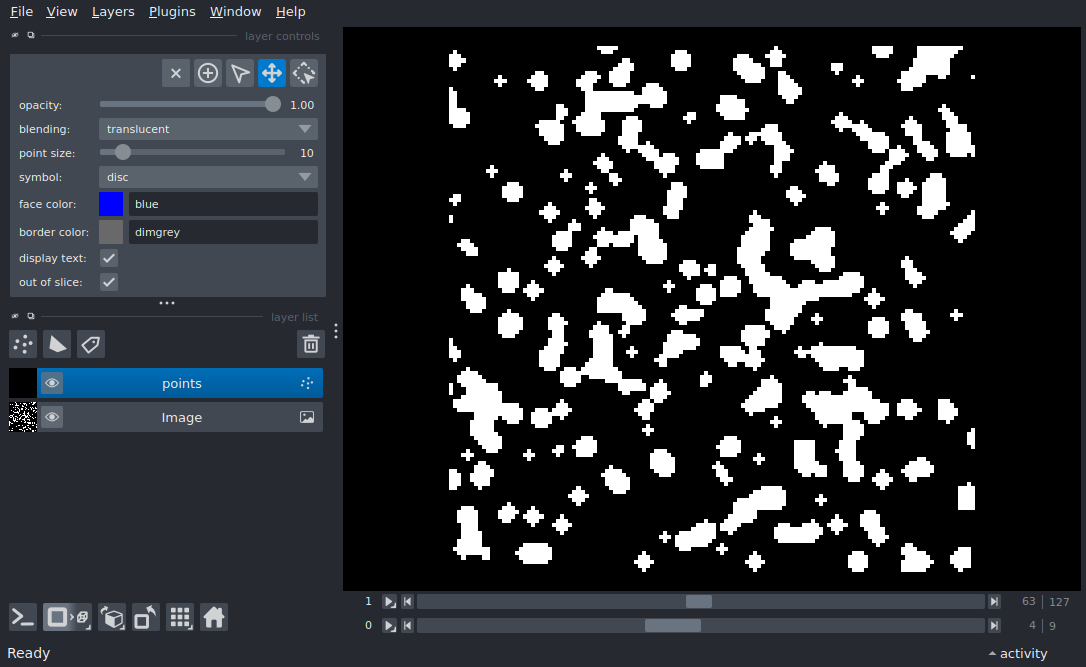 File View Layers Plugins Window Help
layer controls
opacity: 1.00
blending: translucent
point size: 10
symbol: disc
face color: blue
border color: dimgrey
display text:
out of slice:
layer list
points
Image
1 63 127
0 4 9
Ready
activity